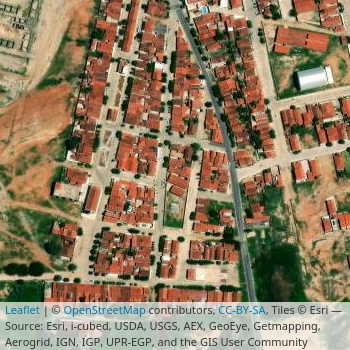 Leaflet | © OpenStreetMap contributors, CC-BY-SA, Tiles © Esri —
Source: Esri, i-cubed, USDA, USGS, AEX, GeoEye, Getmapping,
Aerogrid, IGN, IGP, UPR-EGP, and the GIS User Community